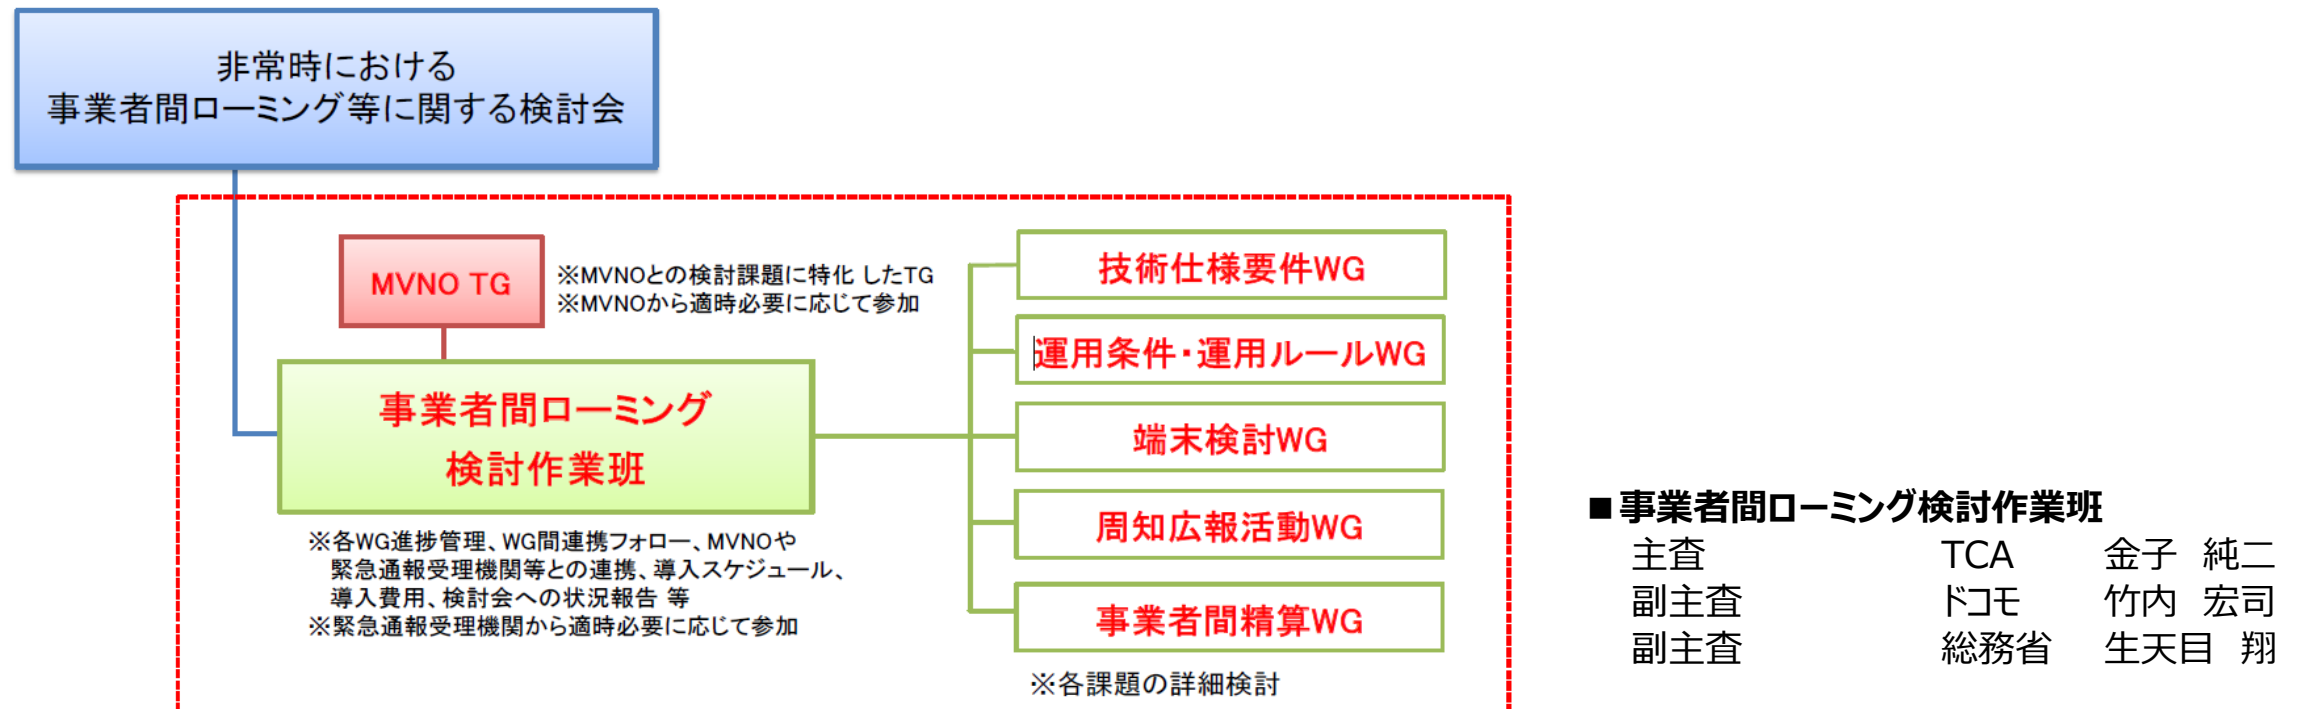 非常時における
事業者間ローミング等に関する検討会
MVNO TG
※MVNOとの検討課題に特化 したTG
※MVNOから適時必要に応じて参加
事業者間ローミング
検討作業班
※各WG進捗管理、WG間連携フォロー、MVNOや
緊急通報受理機関等との連携、導入スケジュール、
導入費用、検討会への状況報告 等
※緊急通報受理機関から適時必要に応じて参加
技術仕様要件WG
運用条件・運用ルールWG
端末検討WG
周知広報活動WG
事業者間精算WG
※各課題の詳細検討
■事業者間ローミング検討作業班
主査 TCA 金子 純二
副主査 ドコモ 竹内 宏司
副主査 総務省 生天目 翔